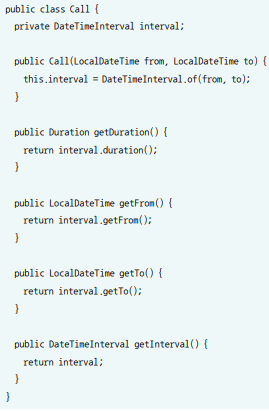 public class Call {
  private DateTimeInterval interval;

  public Call(LocalDateTime from, LocalDateTime to) {
    this.interval = DateTimeInterval.of(from, to);
  }

  public Duration getDuration() {
    return interval.duration();
  }

  public LocalDateTime getFrom() {
    return interval.getFrom();
  }

  public LocalDateTime getTo() {
    return interval.getTo();
  }

  public DateTimeInterval getInterval() {
    return interval;
  }
}